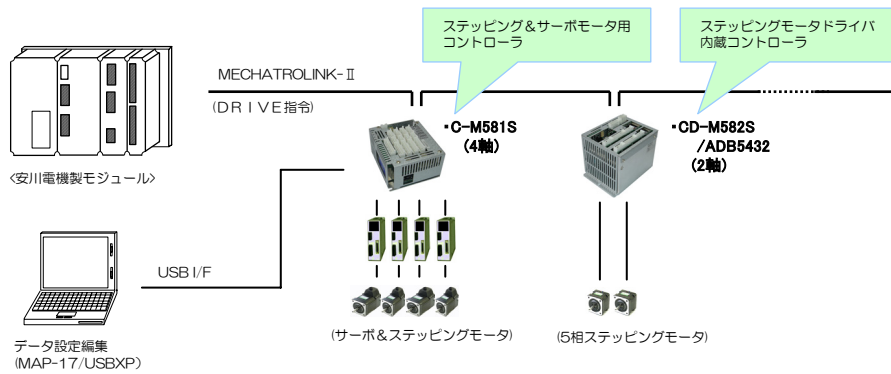 ステッピング&サーボモータ用
コントローラ
ステッピングモータドライバ
内蔵コントローラ
MECHATROLINK-Ⅱ
(DRIVE指令)
・C-M581S
(4軸)
・CD-M582S
/ADB5432
(2軸)
<安川電機製モジュール>
USB I/F
(サーボ&ステッピングモータ)
(5相ステッピングモータ)
データ設定編集
(MAP-17/USBXP)